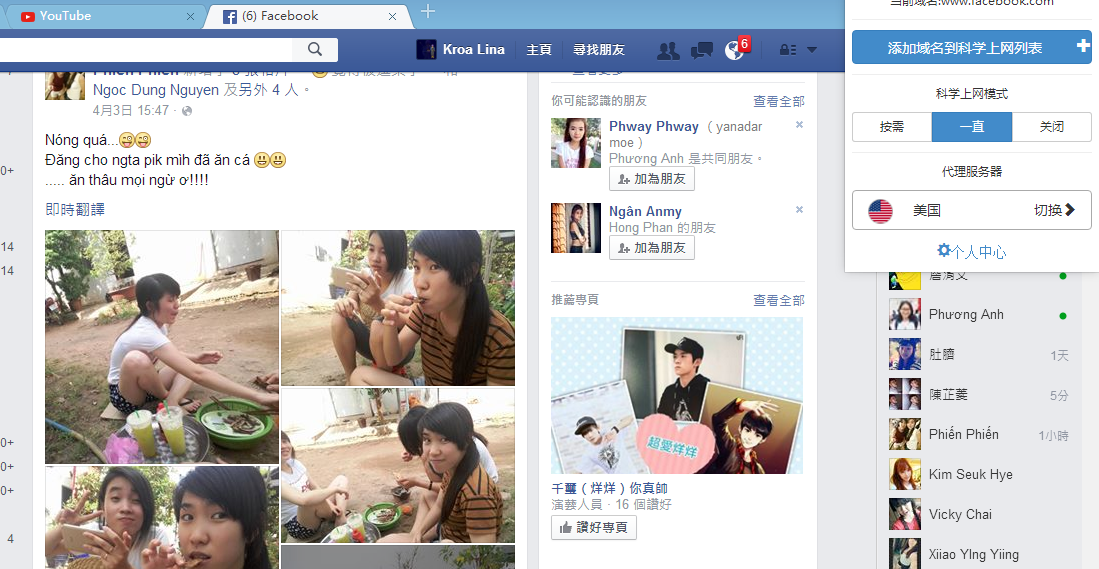 YouTube
(6) Facebook
当前域名:www.facebook.com
Kroa Lina
主頁
尋找朋友
6
添加域名到科学上网列表
科学上网模式
按需
一直
关闭
代理服务器
美国
切换
个人中心
Phiến Phiến
Ngoc Dung Nguyen 及另外 4 人。
4月3日 15:47 ·
Nóng quá...
Đăng cho ngta pik mìh đã ăn cá
..... ăn thâu mọi ngừ ơ!!!!
即時翻譯
0+
14
14
0+
0+
0+
4
查看更多
你可能認識的朋友
查看全部
Phway Phway （yanadar
moe）
Phương Anh 是共同朋友。
加為朋友
Ngân Anmy
Hong Phan 的朋友
加為朋友
推薦專頁
查看全部
超愛烊烊
千璽（烊烊）你真帥
演藝人員 · 16 個讚好
讚好專頁
Phương Anh
肚臍
1天
陳芷菱
5分
Phiến Phiến
1小時
Kim Seuk Hye
Vicky Chai
Xiiao YIng Yiing